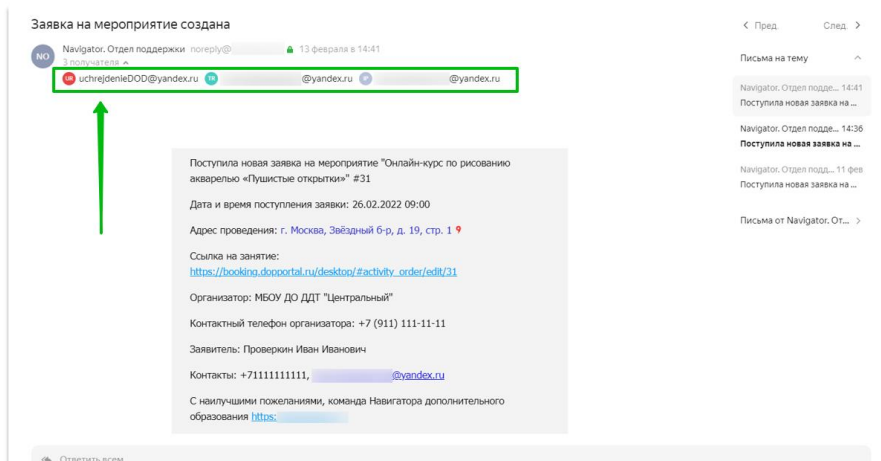 Заявка на мероприятие создана
Пред.
След.
NO
Navigator. Отдел поддержки noreply@
13 февраля в 14:41
3 получателя
UR uchrejdenieDOD@yandex.ru
@yandex.ru
@yandex.ru
Поступила новая заявка на мероприятие "Онлайн-курс по рисованию
акварелью «Пушистые открытки»" #31
Дата и время поступления заявки: 26.02.2022 09:00
Адрес проведения: г. Москва, Звёздный б-р, д. 19, стр. 1
Ссылка на занятие:
https://booking.dopportal.ru/desktop/#activity_order/edit/31
Организатор: МБОУ ДО ДДТ "Центральный"
Контактный телефон организатора: +7 (911) 111-11-11
Заявитель: Проверкин Иван Иванович
Контакты: +71111111111, @yandex.ru
С наилучшими пожеланиями, команда Навигатора дополнительного
образования https:
Письма на тему
Navigator. Отдел подде... 14:41
Поступила новая заявка на ...
Navigator. Отдел подде... 14:36
Поступила новая заявка на ...
Navigator. Отдел подд... 11 фев
Поступила новая заявка на ...
Письма от Navigator. От...
Ответить всем